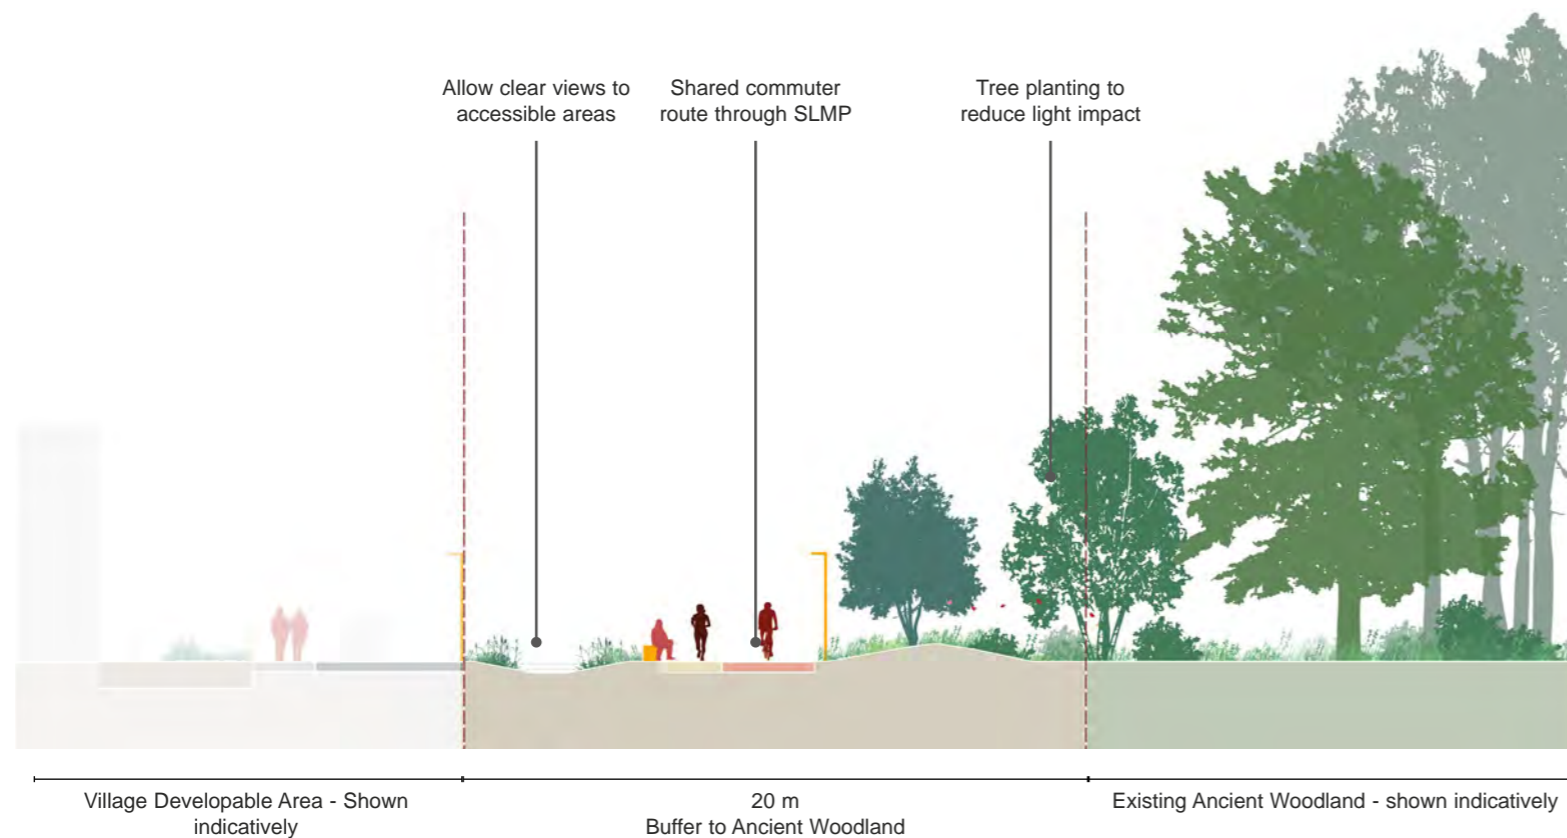 Allow clear views to
accessible areas
Shared commuter
route through SLMP
Tree planting to
reduce light impact
Village Developable Area - Shown
indicatively
20 m
Buffer to Ancient Woodland
Existing Ancient Woodland - shown indicatively